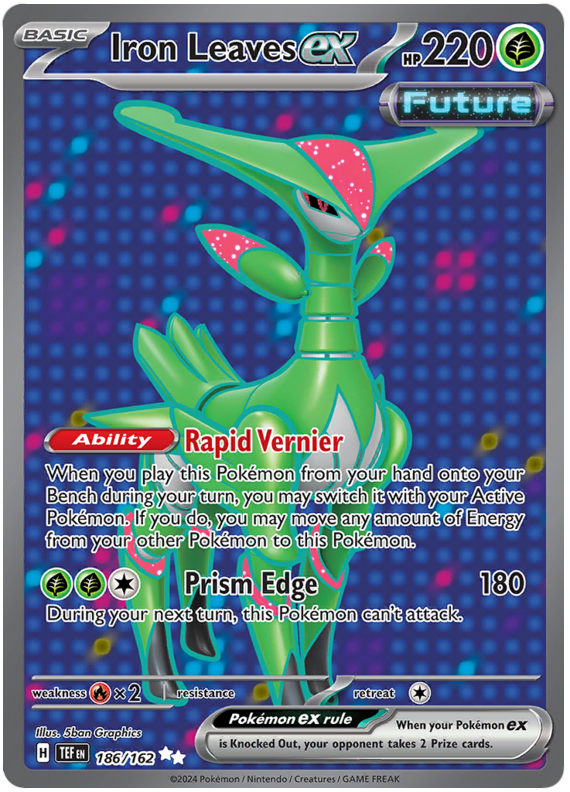 BASIC Iron Leaves ex HP 220
Future
Ability Rapid Vernier
When you play this Pokémon from your hand onto your
Bench during your turn, you may switch it with your Active
Pokémon. If you do, you may move any amount of Energy
from your other Pokémon to this Pokémon.
Prism Edge 180
During your next turn, this Pokémon can't attack.
weakness ×2 resistance retreat
Illus. 5ban Graphics
Pokémon ex rule When your Pokémon ex
is Knocked Out, your opponent takes 2 Prize cards.
H TEF EN 186/162
©2024 Pokémon / Nintendo / Creatures / GAME FREAK